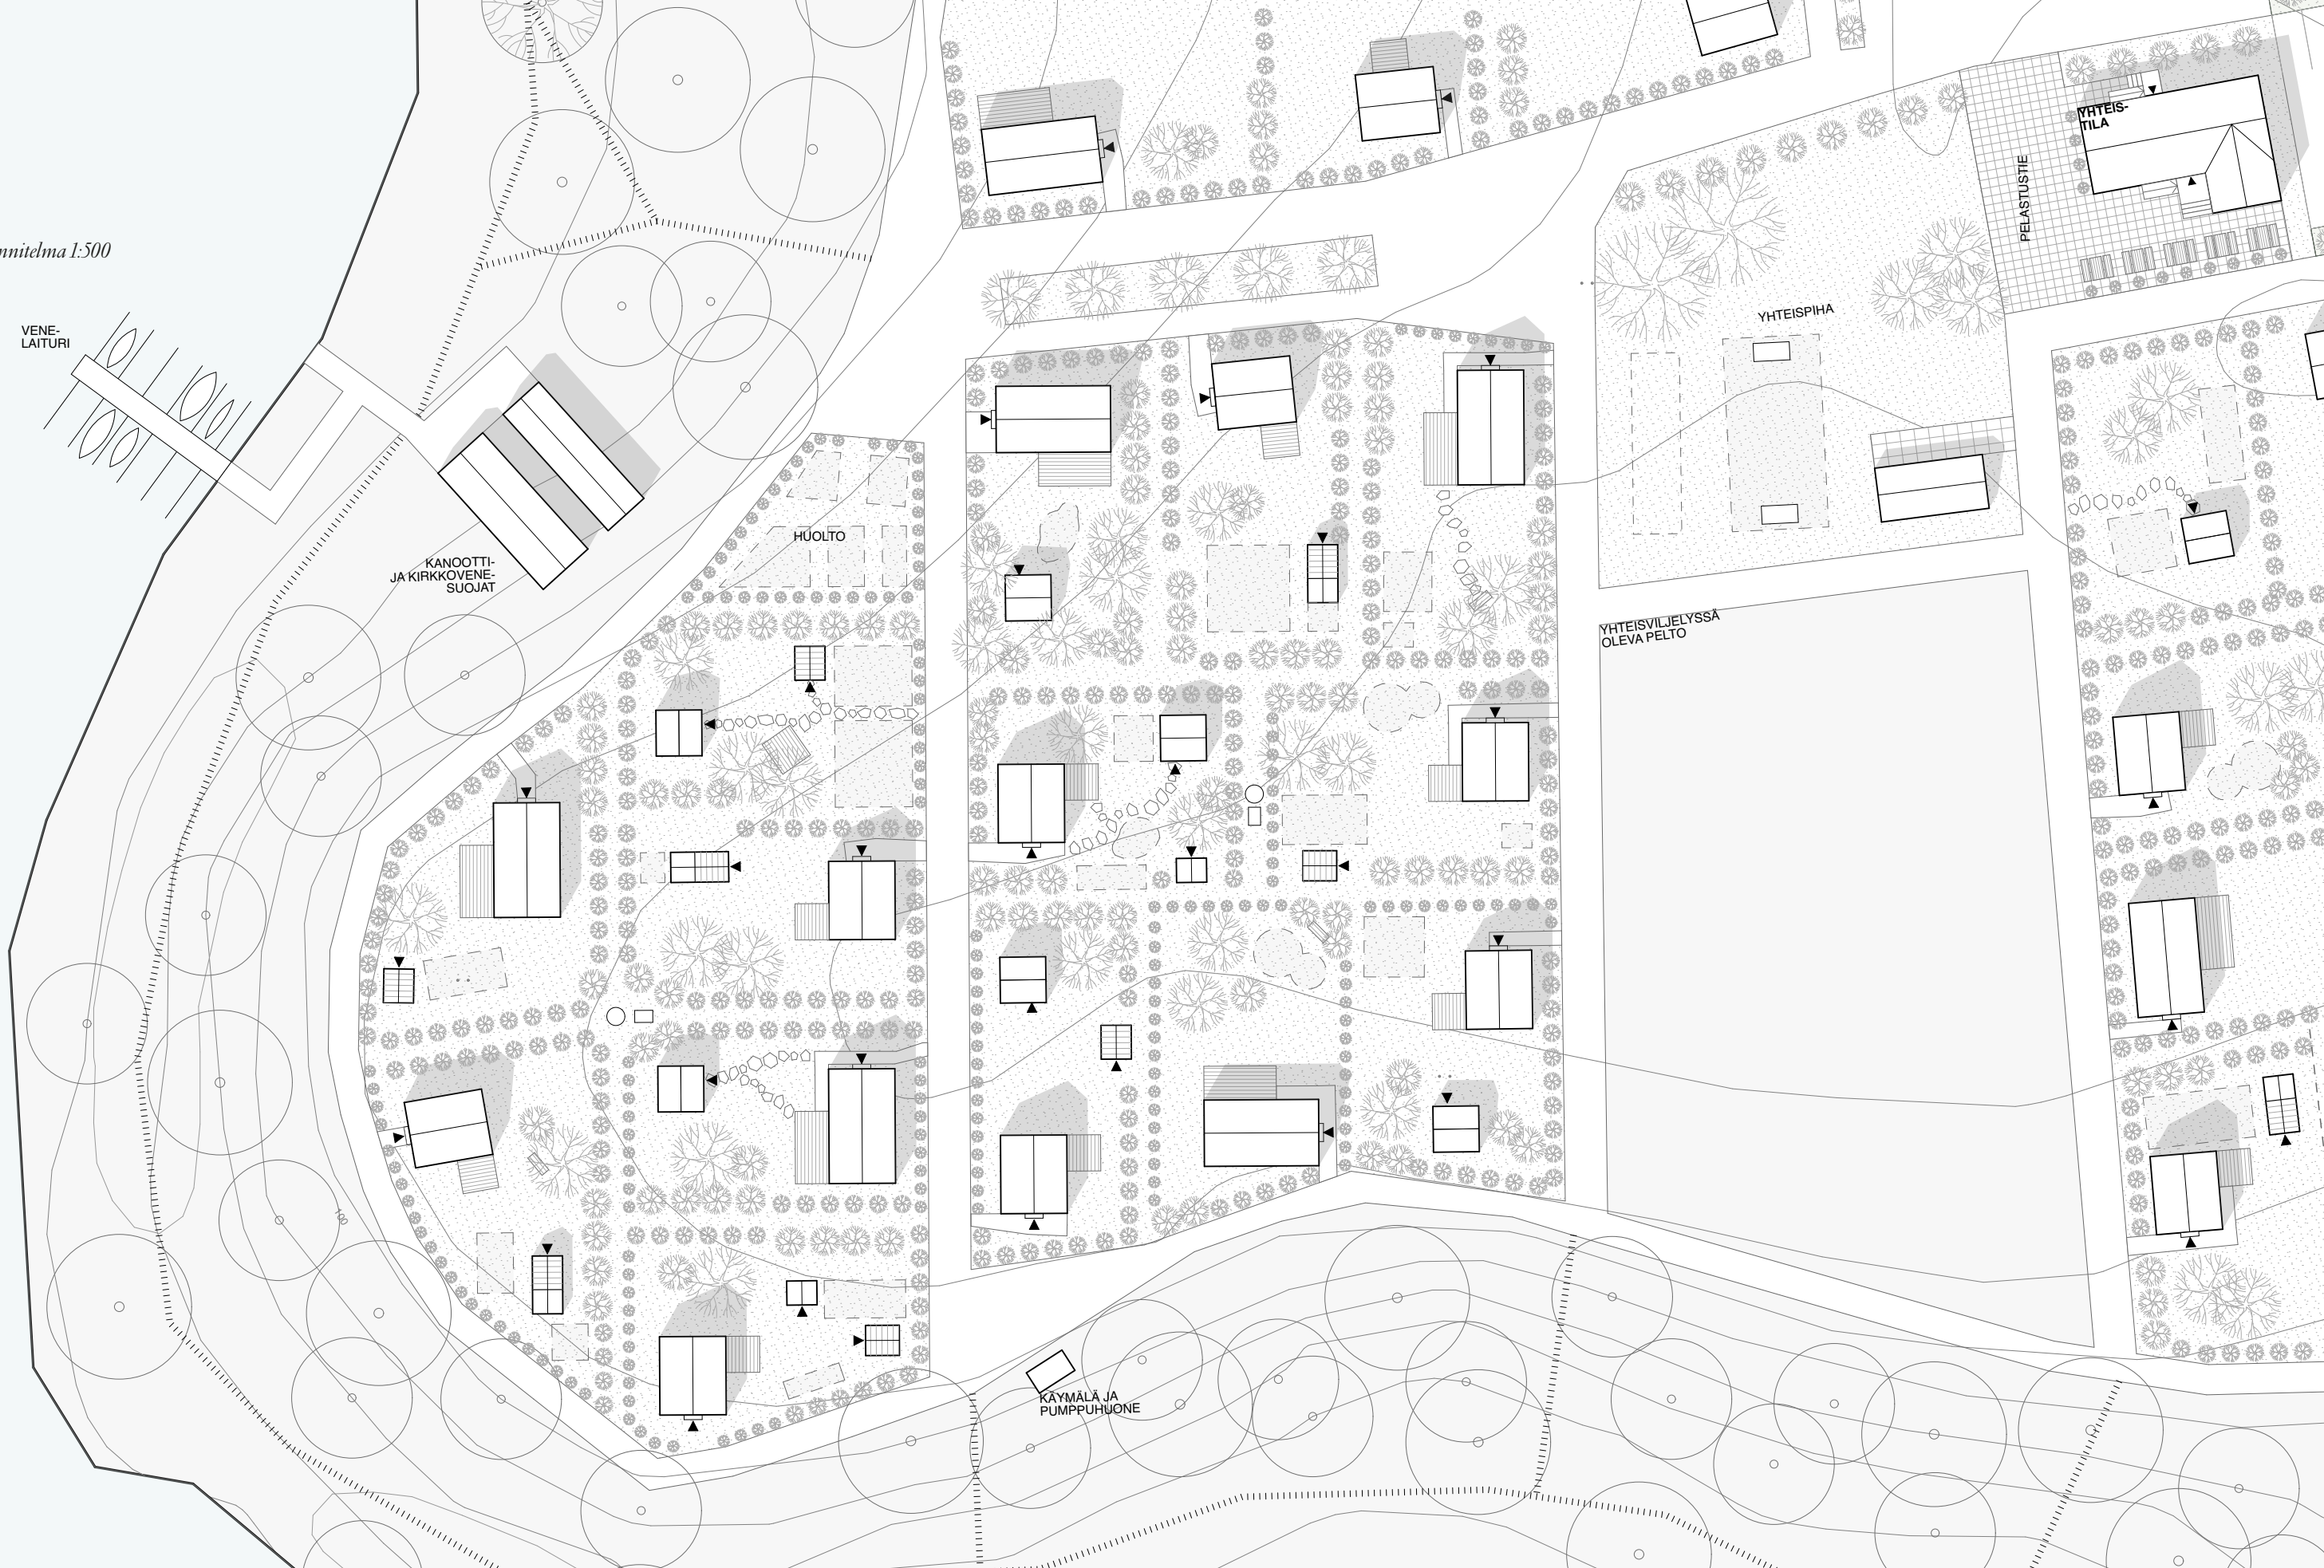 nnitelma 1:500
VENE-
LAITURI
KANOOTTI-
JA KIRKKOVENE-
SUOJAT
HUOLTO
YHTEIS-
TILA
PELASTUSTIE
YHTEISPIHA
YHTEISVILJELYSSÄ
OLEVA PELTO
KÄYMÄLÄ JA
PUMPPUHUONE